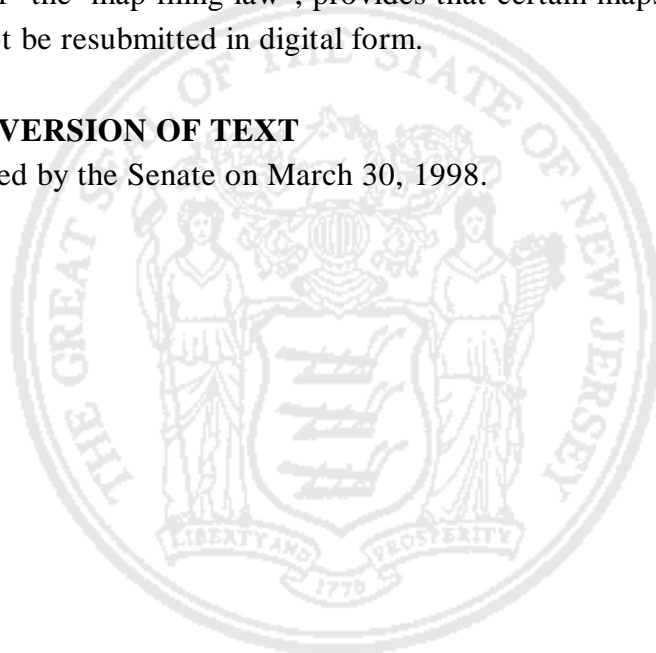 the "map filing law", provides that certain maps
ot be resubmitted in digital form.
VERSION OF TEXT
ed by the Senate on March 30, 1998.
THE GREAT SEAL OF THE STATE OF NEW JERSEY
LIBERTY AND PROSPERITY
1776